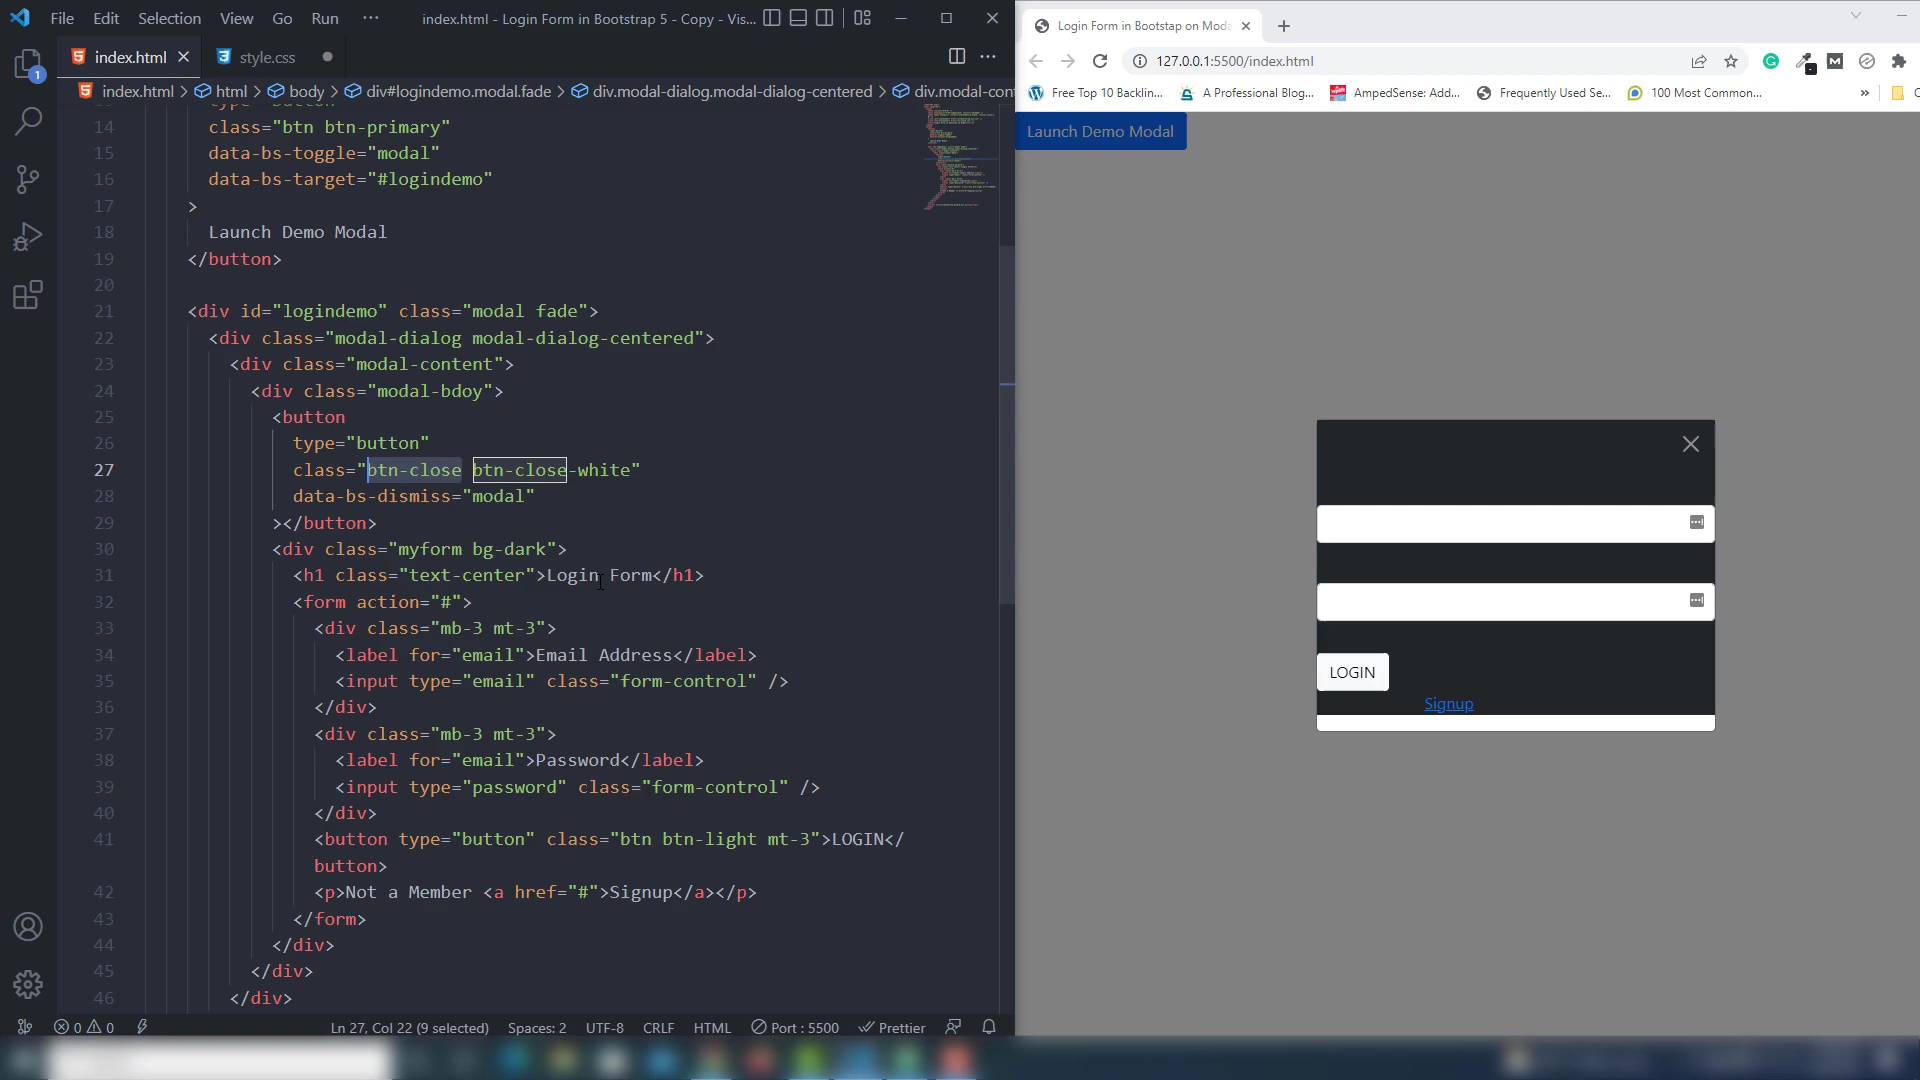 File Edit Selection View Go Run ··· index.html - Login Form in Bootstrap 5 - Copy - Vis...
index.html style.css
index.html > html > body > div#logindemo.modal.fade > div.modal-dialog.modal-dialog-centered > div.modal-cont
14 class="btn btn-primary"
15 data-bs-toggle="modal"
16 data-bs-target="#logindemo"
17 >
18 Launch Demo Modal
19 </button>
20
21 <div id="logindemo" class="modal fade">
22 <div class="modal-dialog modal-dialog-centered">
23 <div class="modal-content">
24 <div class="modal-bdoy">
25 <button
26 type="button"
27 class="btn-close btn-close-white"
28 data-bs-dismiss="modal"
29 ></button>
30 <div class="myform bg-dark">
31 <h1 class="text-center">Login Form</h1>
32 <form action="#">
33 <div class="mb-3 mt-3">
34 <label for="email">Email Address</label>
35 <input type="email" class="form-control" />
36 </div>
37 <div class="mb-3 mt-3">
38 <label for="email">Password</label>
39 <input type="password" class="form-control" />
40 </div>
41 <button type="button" class="btn btn-light mt-3">LOGIN</
button>
42 <p>Not a Member <a href="#">Signup</a></p>
43 </form>
44 </div>
45 </div>
46 </div>
1
0 0 Ln 27, Col 22 (9 selected) Spaces: 2 UTF-8 CRLF HTML Port : 5500 Prettier
Login Form in Bootstap on Moda
127.0.0.1:5500/index.html
Free Top 10 Backlin... A Professional Blog... AmpedSense: Add... Frequently Used Se... 100 Most Common... »
Launch Demo Modal
LOGIN
Signup